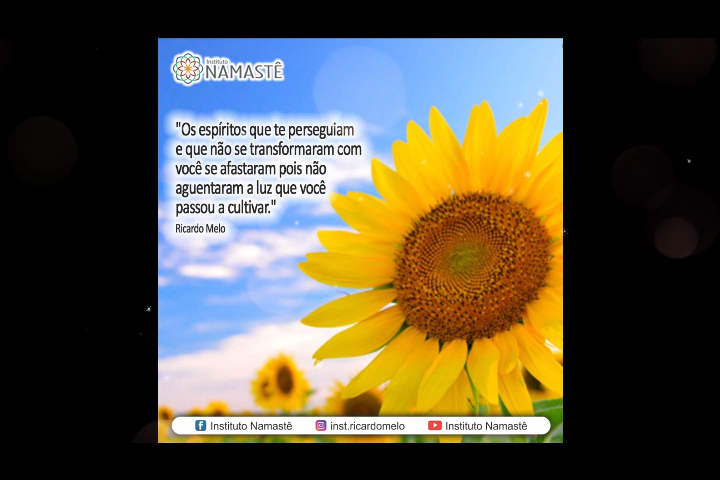 Instituto
NAMASTÊ
"Os espíritos que te perseguiam
e que não se transformaram com
você se afastaram pois não
aguentaram a luz que você
passou a cultivar."
Ricardo Melo
Instituto Namastê inst.ricardomelo Instituto Namastê